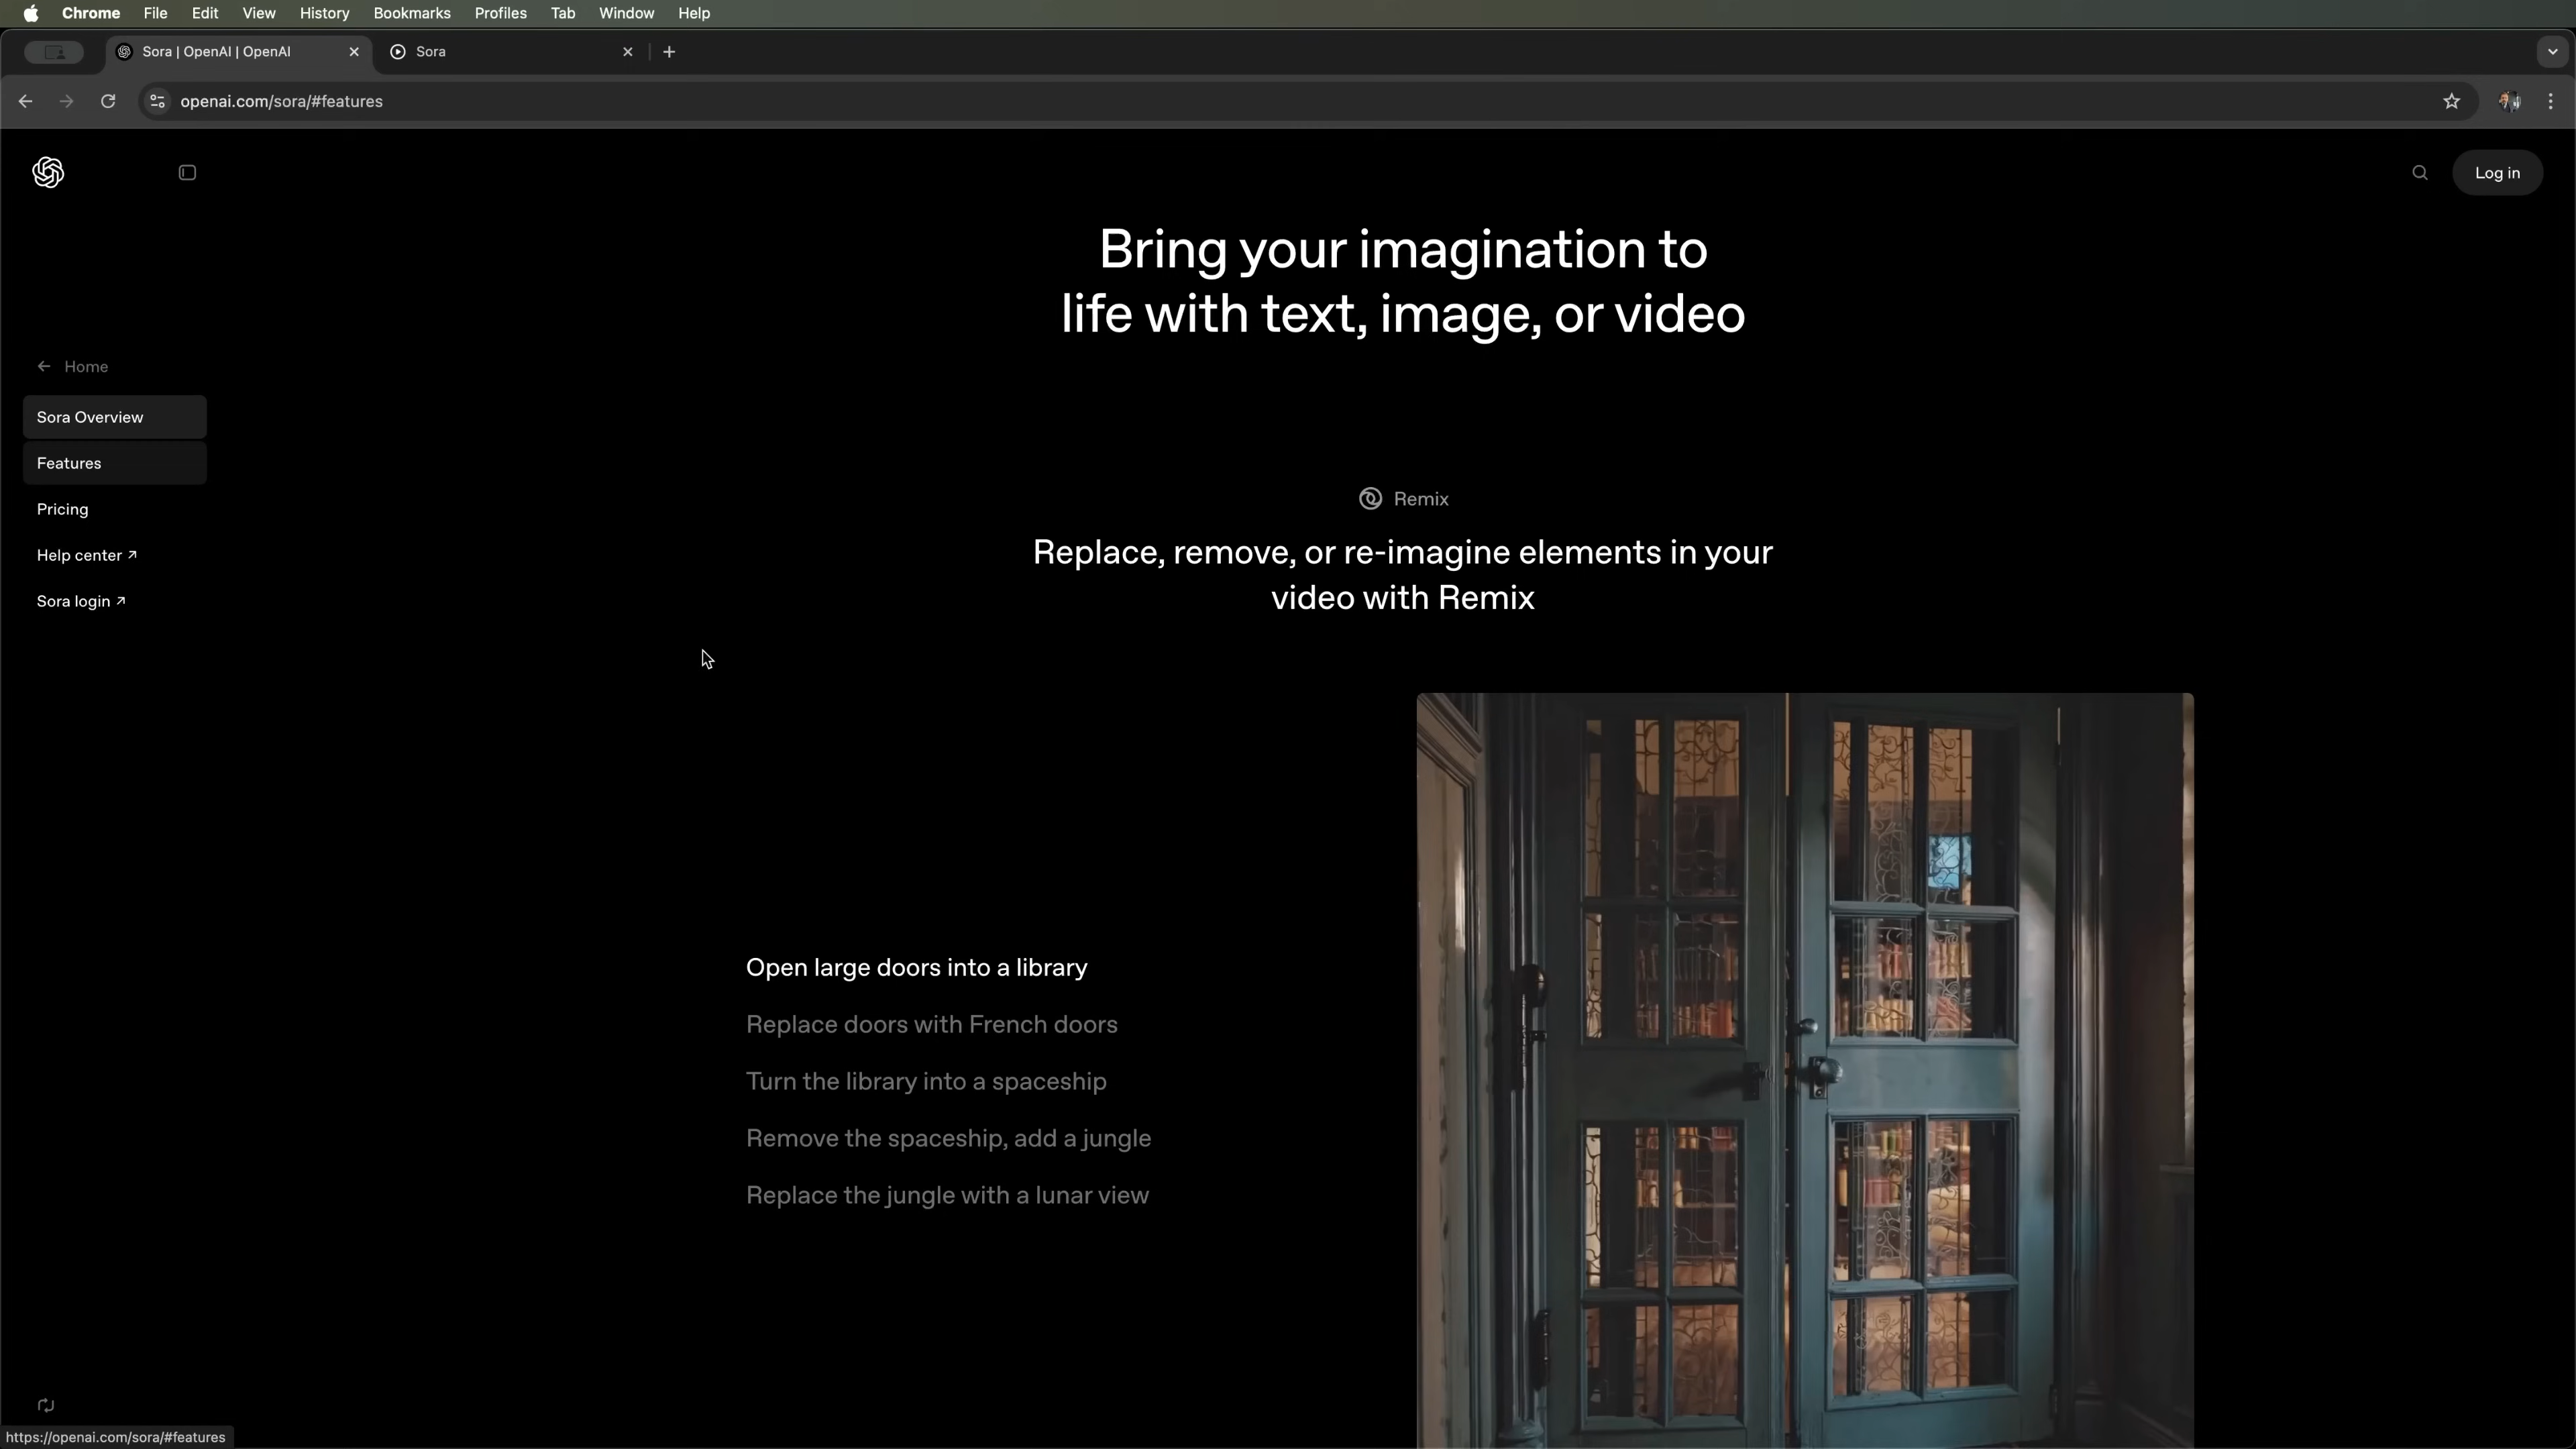 Chrome File Edit View History Bookmarks Profiles Tab Window Help
Sora | OpenAI | OpenAI
Sora
openai.com/sora/#features
Log in
Bring your imagination to
life with text, image, or video
Home
Sora Overview
Features
Pricing
Help center
Sora login
Remix
Replace, remove, or re-imagine elements in your
video with Remix
Open large doors into a library
Replace doors with French doors
Turn the library into a spaceship
Remove the spaceship, add a jungle
Replace the jungle with a lunar view
https://openai.com/sora/#features